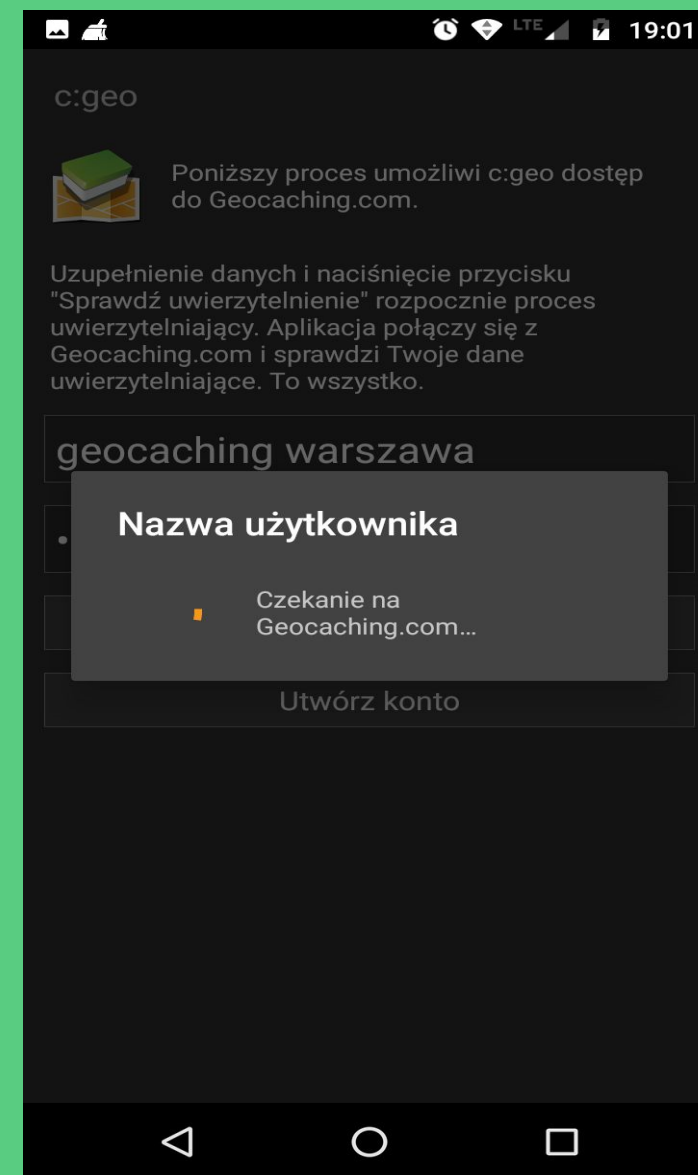 LTE 19:01
c:geo
Poniższy proces umożliwi c:geo dostęp
do Geocaching.com.
Uzupełnienie danych i naciśnięcie przycisku
"Sprawdź uwierzytelnienie" rozpocznie proces
uwierzytelniający. Aplikacja połączy się z
Geocaching.com i sprawdzi Twoje dane
uwierzytelniające. To wszystko.
geocaching warszawa
Nazwa użytkownika
Czekanie na
Geocaching.com...
Utwórz konto